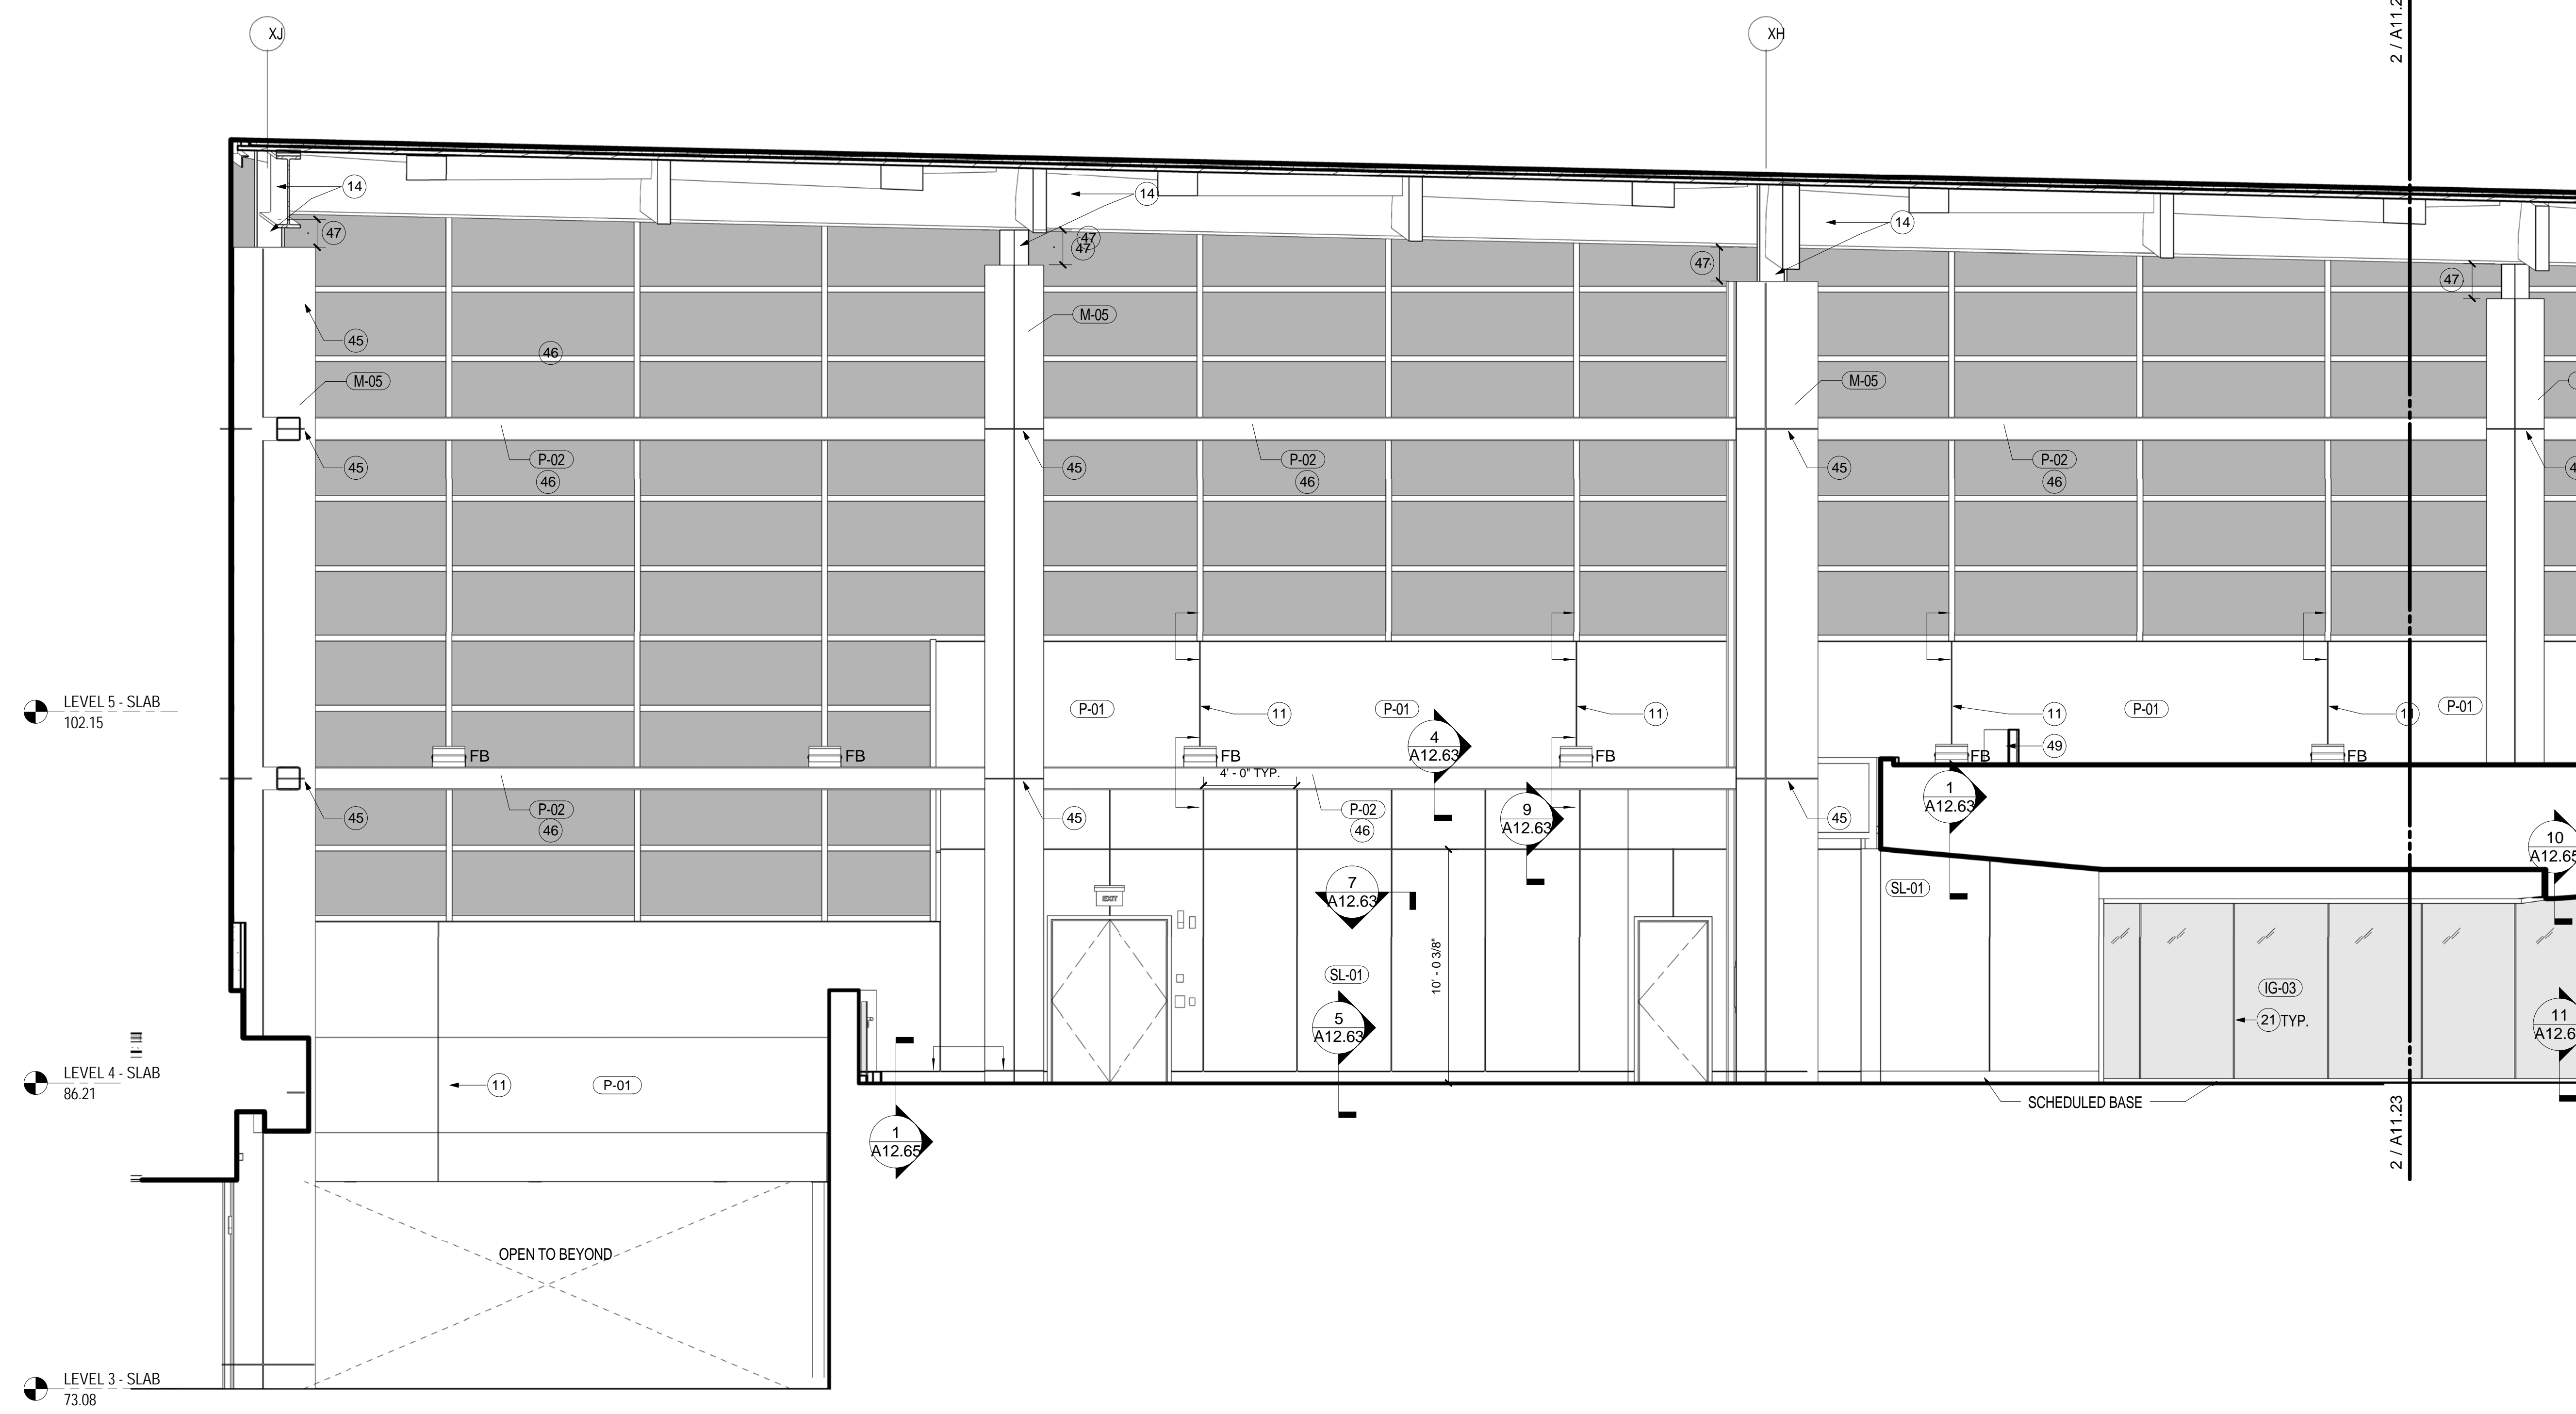 2 / A11.2
XJ
XH
14
14
14
47
47
47
47
47
M-05
45
46
M-05
M-05
45
P-02
46
45
P-02
46
45
P-02
46
LEVEL 5 - SLAB
102.15
P-01
11
P-01
11
11
P-01
11
P-01
4
A12.63
49
FB
FB
FB
FB
FB
FB
4' - 0" TYP.
P-02
46
45
45
P-02
46
45
9
A12.63
1
A12.63
10
A12.65
7
A12.63
EXIT
SL-01
SL-01
10' - 0 3/8"
5
A12.63
IG-03
21 TYP.
11
A12.6
LEVEL 4 - SLAB
86.21
11
P-01
SCHEDULED BASE
1
A12.65
2 / A11.23
OPEN TO BEYOND
LEVEL 3 - SLAB
73.08